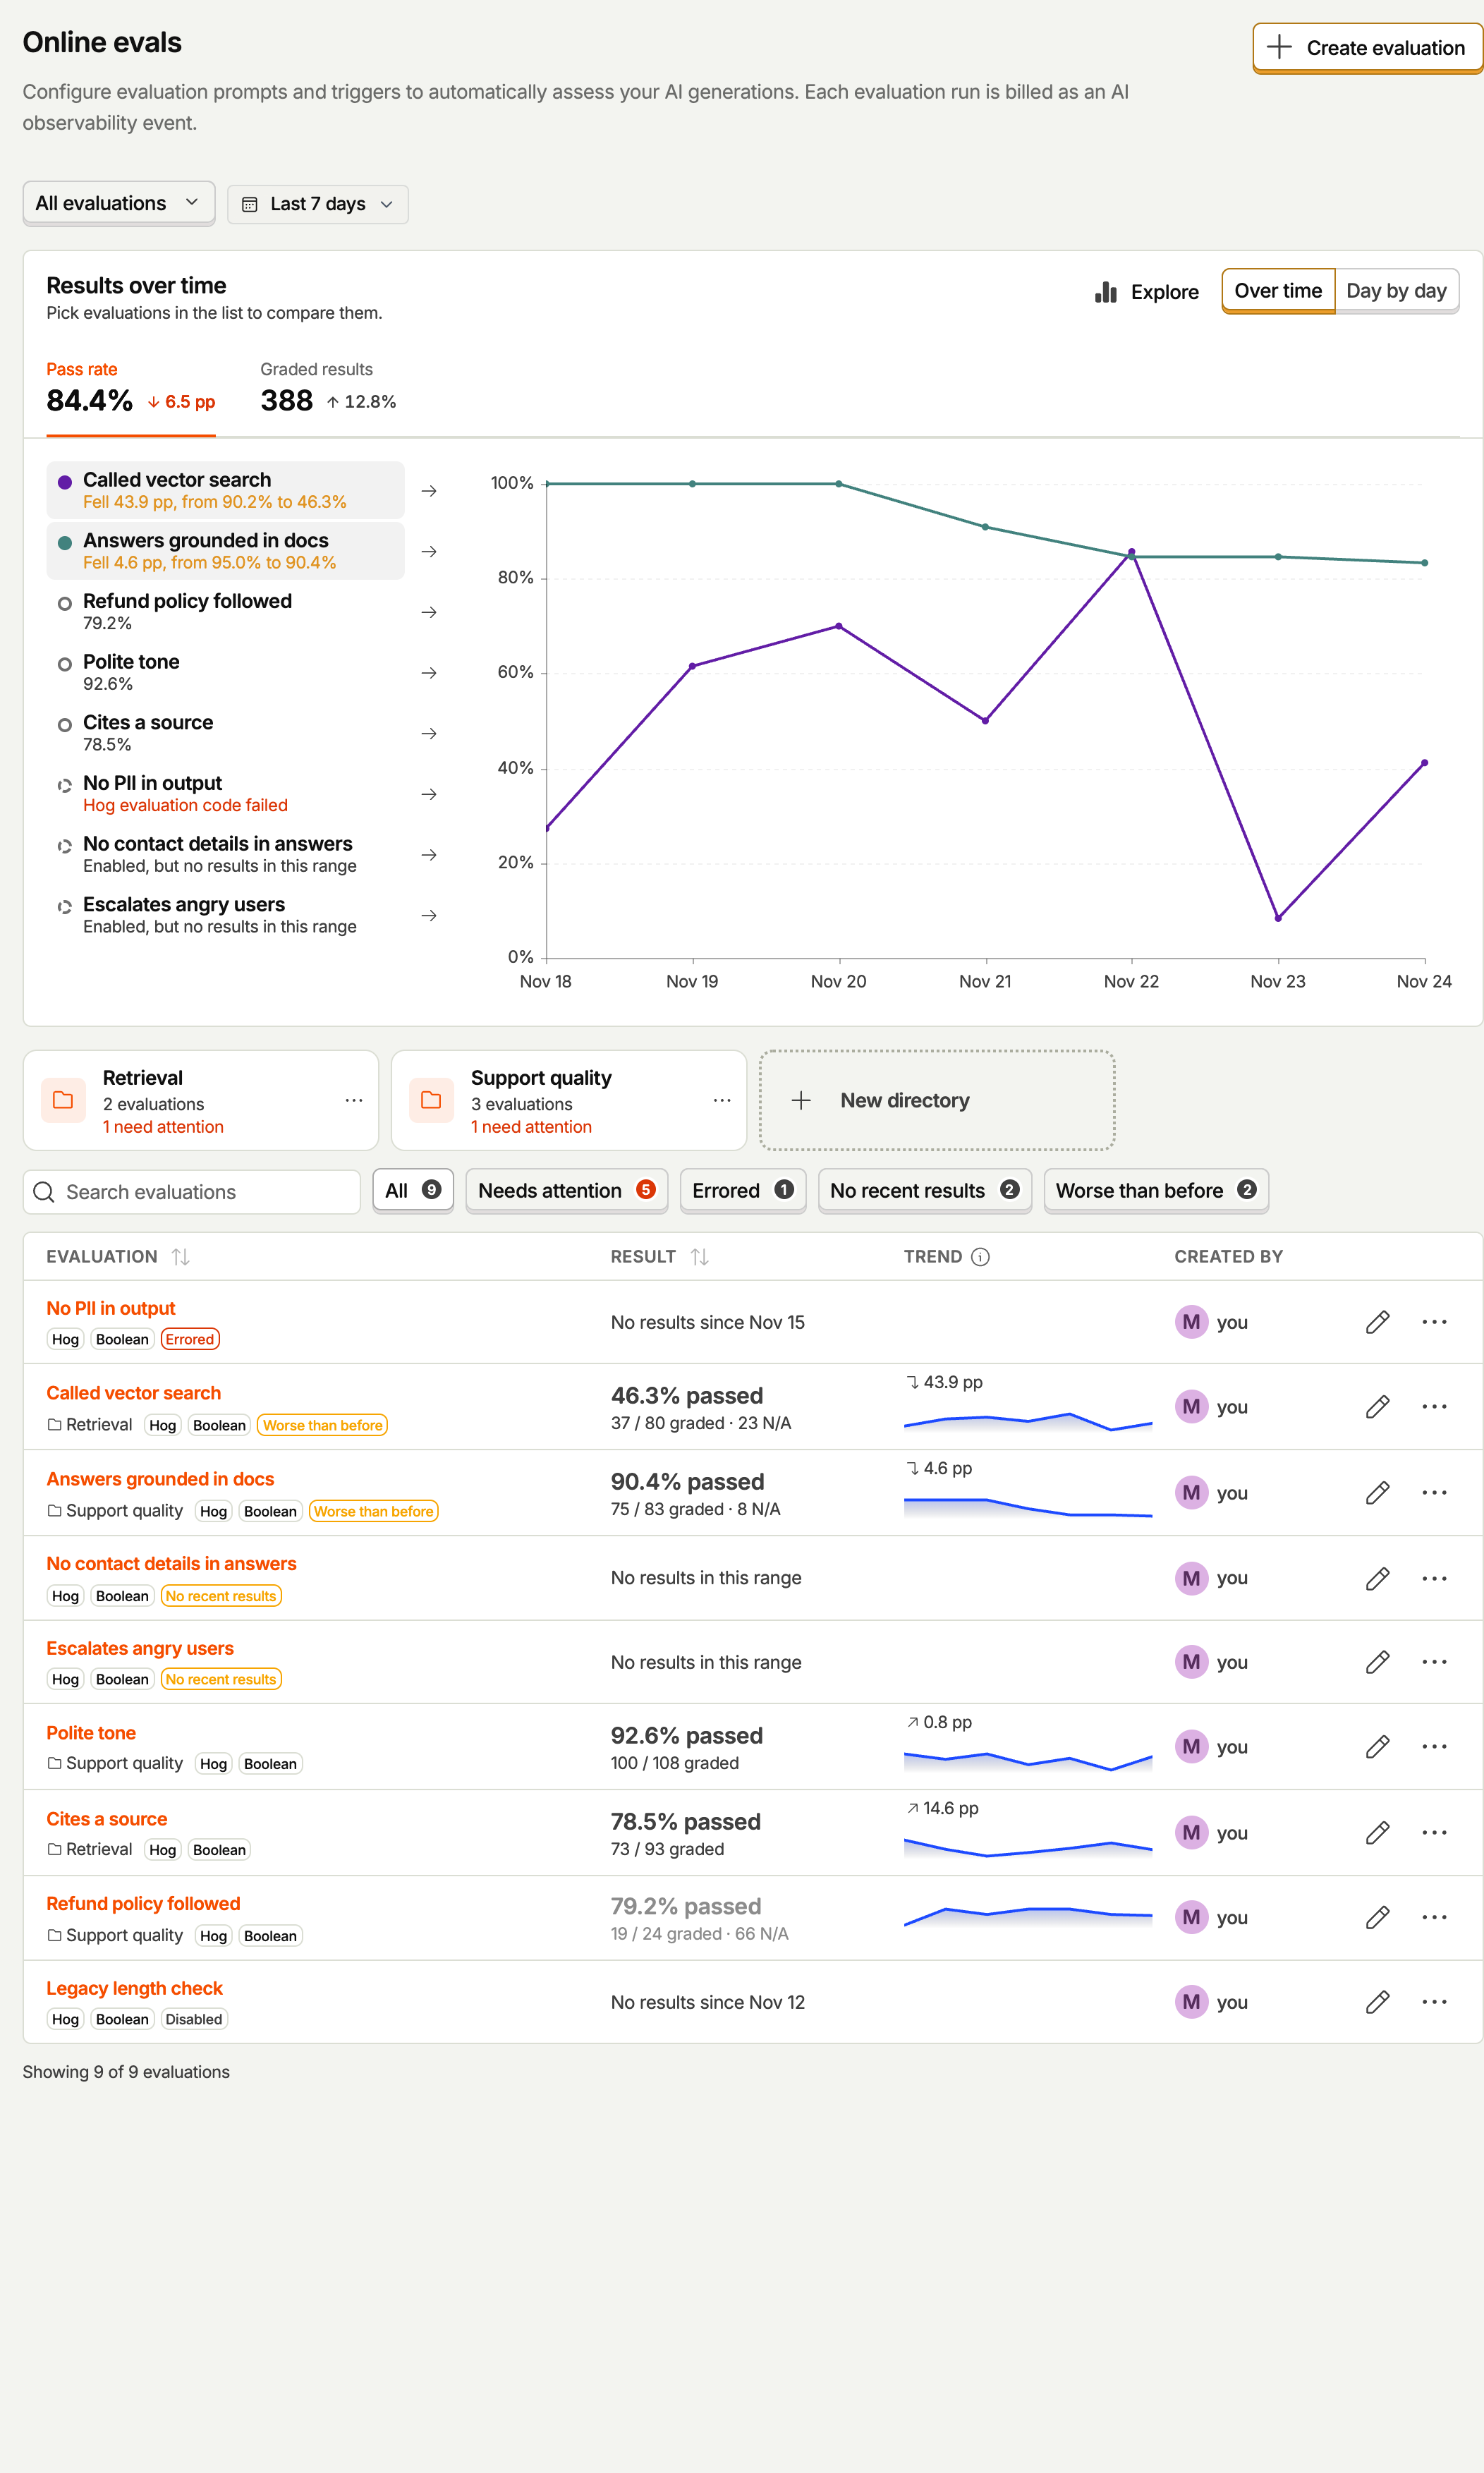 Online evals
Create evaluation
Configure evaluation prompts and triggers to automatically assess your AI generations. Each evaluation run is billed as an AI
observability event.
All evaluations
Last 7 days
Results over time
Pick evaluations in the list to compare them.
Explore
Over time
Day by day
Pass rate
84.4% ↓ 6.5 pp
Graded results
388 ↑ 12.8%
Called vector search
Fell 43.9 pp, from 90.2% to 46.3%
Answers grounded in docs
Fell 4.6 pp, from 95.0% to 90.4%
Refund policy followed
79.2%
Polite tone
92.6%
Cites a source
78.5%
No PII in output
Hog evaluation code failed
No contact details in answers
Enabled, but no results in this range
Escalates angry users
Enabled, but no results in this range
100%
80%
60%
40%
20%
0%
Nov 18 Nov 19 Nov 20 Nov 21 Nov 22 Nov 23 Nov 24
Retrieval
2 evaluations
1 need attention
Support quality
3 evaluations
1 need attention
New directory
Search evaluations
All 9
Needs attention 5
Errored 1
No recent results 2
Worse than before 2
EVALUATION RESULT TREND CREATED BY
No PII in output
Hog Boolean Errored
No results since Nov 15
M you
Called vector search
Retrieval Hog Boolean Worse than before
46.3% passed
37 / 80 graded · 23 N/A
43.9 pp
M you
Answers grounded in docs
Support quality Hog Boolean Worse than before
90.4% passed
75 / 83 graded · 8 N/A
4.6 pp
M you
No contact details in answers
Hog Boolean No recent results
No results in this range
M you
Escalates angry users
Hog Boolean No recent results
No results in this range
M you
Polite tone
Support quality Hog Boolean
92.6% passed
100 / 108 graded
0.8 pp
M you
Cites a source
Retrieval Hog Boolean
78.5% passed
73 / 93 graded
14.6 pp
M you
Refund policy followed
Support quality Hog Boolean
79.2% passed
19 / 24 graded · 66 N/A
M you
Legacy length check
Hog Boolean Disabled
No results since Nov 12
M you
Showing 9 of 9 evaluations